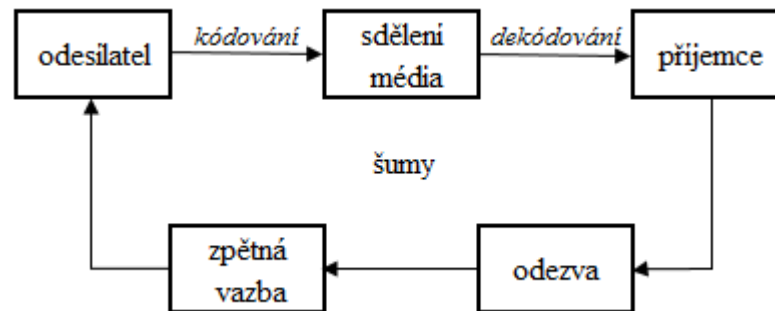 odesílatel
kódování
sdělení
média
dekódování
příjemce
šumy
zpětná
vazba
odezva